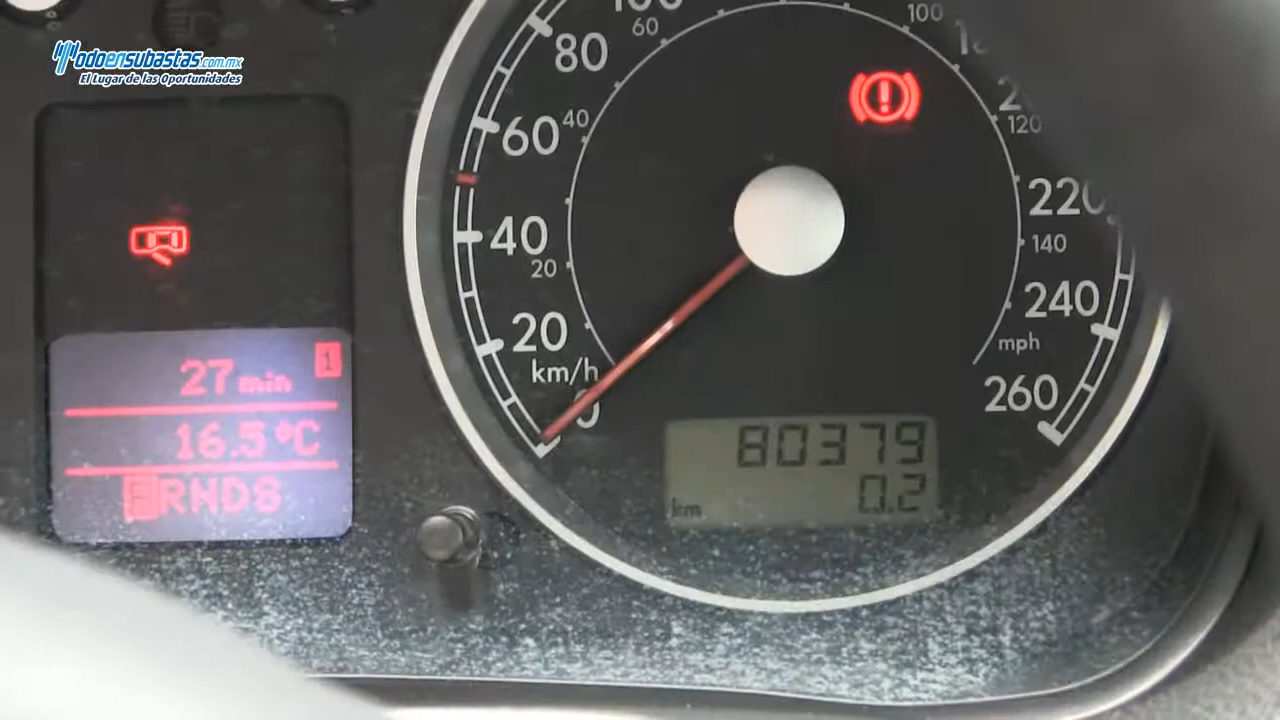 odoensubastas.com.mx
El Lugar de las Oportunidades
100
80
60
40
20
km/h
0
60
40
20
100
120
140
mph
220
240
260
27 min
1
16.5 °C
RND8
80379
km 0.2